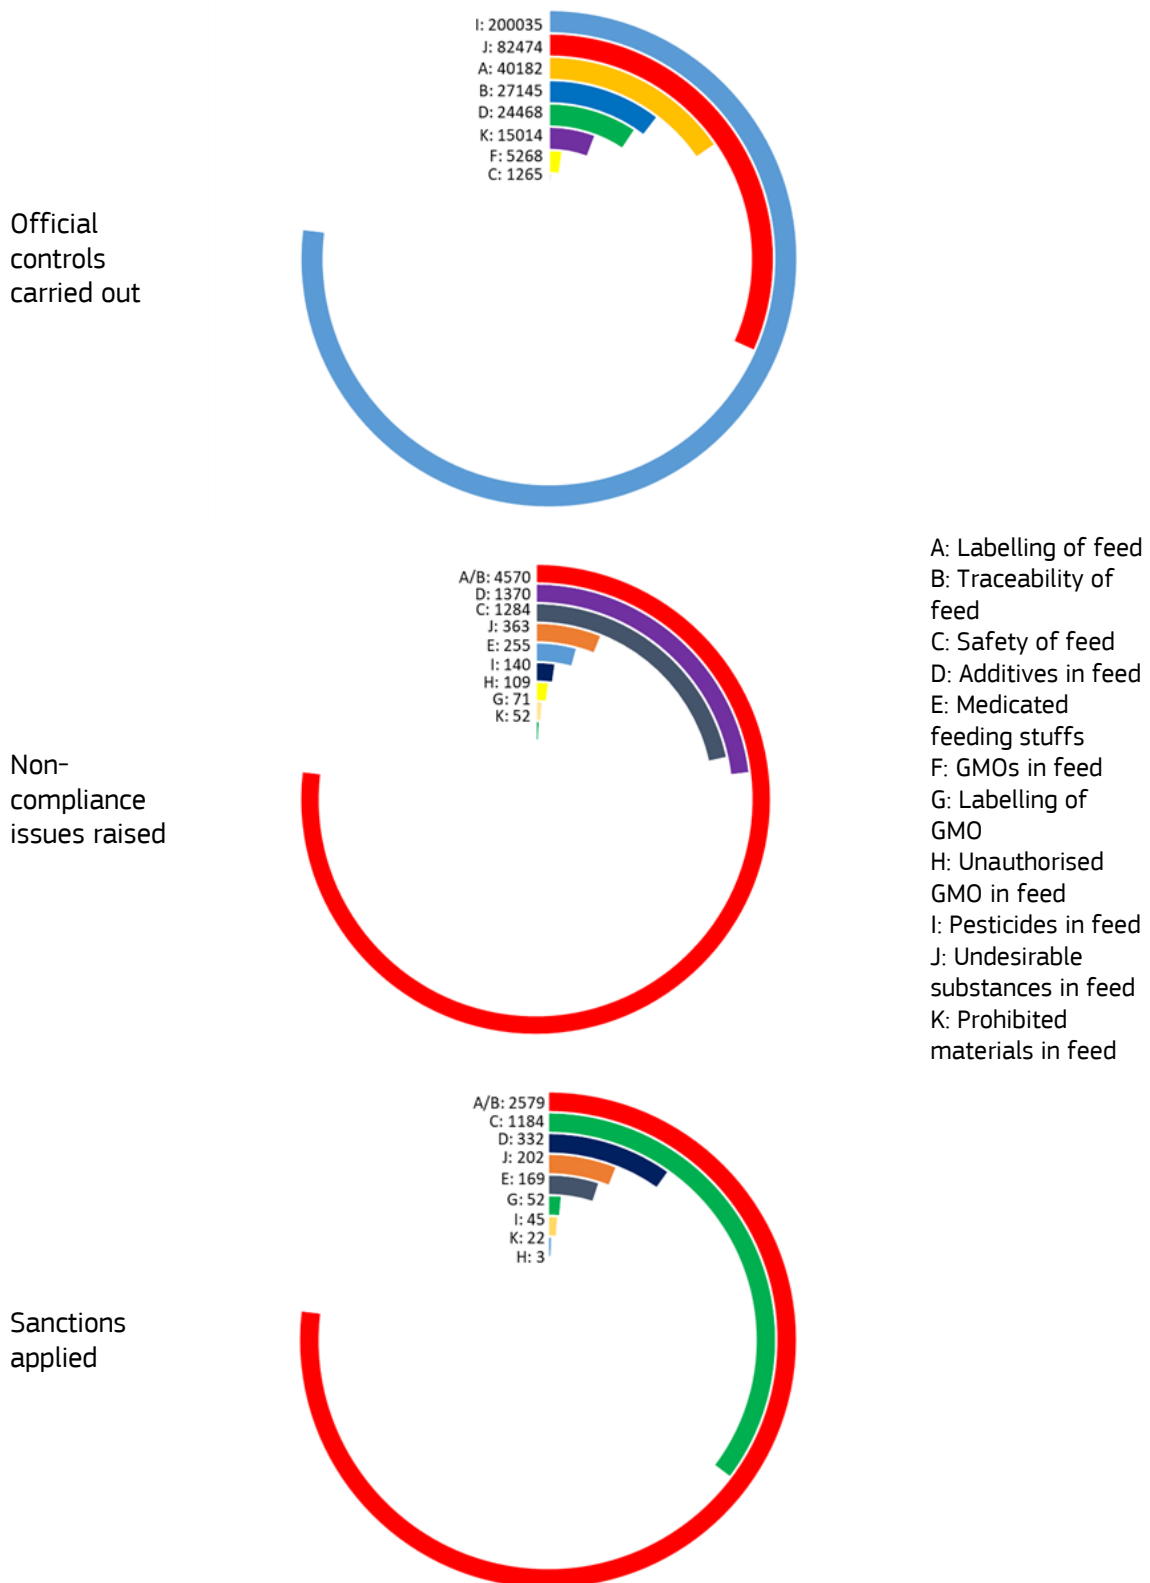 I: 200035
J: 82474
A: 40182
B: 27145
D: 24468
K: 15014
F: 5268
C: 1265
Official
controls
carried out
A/B: 4570
D: 1370
C: 1284
J: 363
E: 255
I: 140
H: 109
G: 71
K: 52
Non-
compliance
issues raised
A: Labelling of feed
B: Traceability of
feed
C: Safety of feed
D: Additives in feed
E: Medicated
feeding stuffs
F: GMOs in feed
G: Labelling of
GMO
H: Unauthorised
GMO in feed
I: Pesticides in feed
J: Undesirable
substances in feed
K: Prohibited
materials in feed
A/B: 2579
C: 1184
D: 332
J: 202
E: 169
G: 52
I: 45
K: 22
H: 3
Sanctions
applied